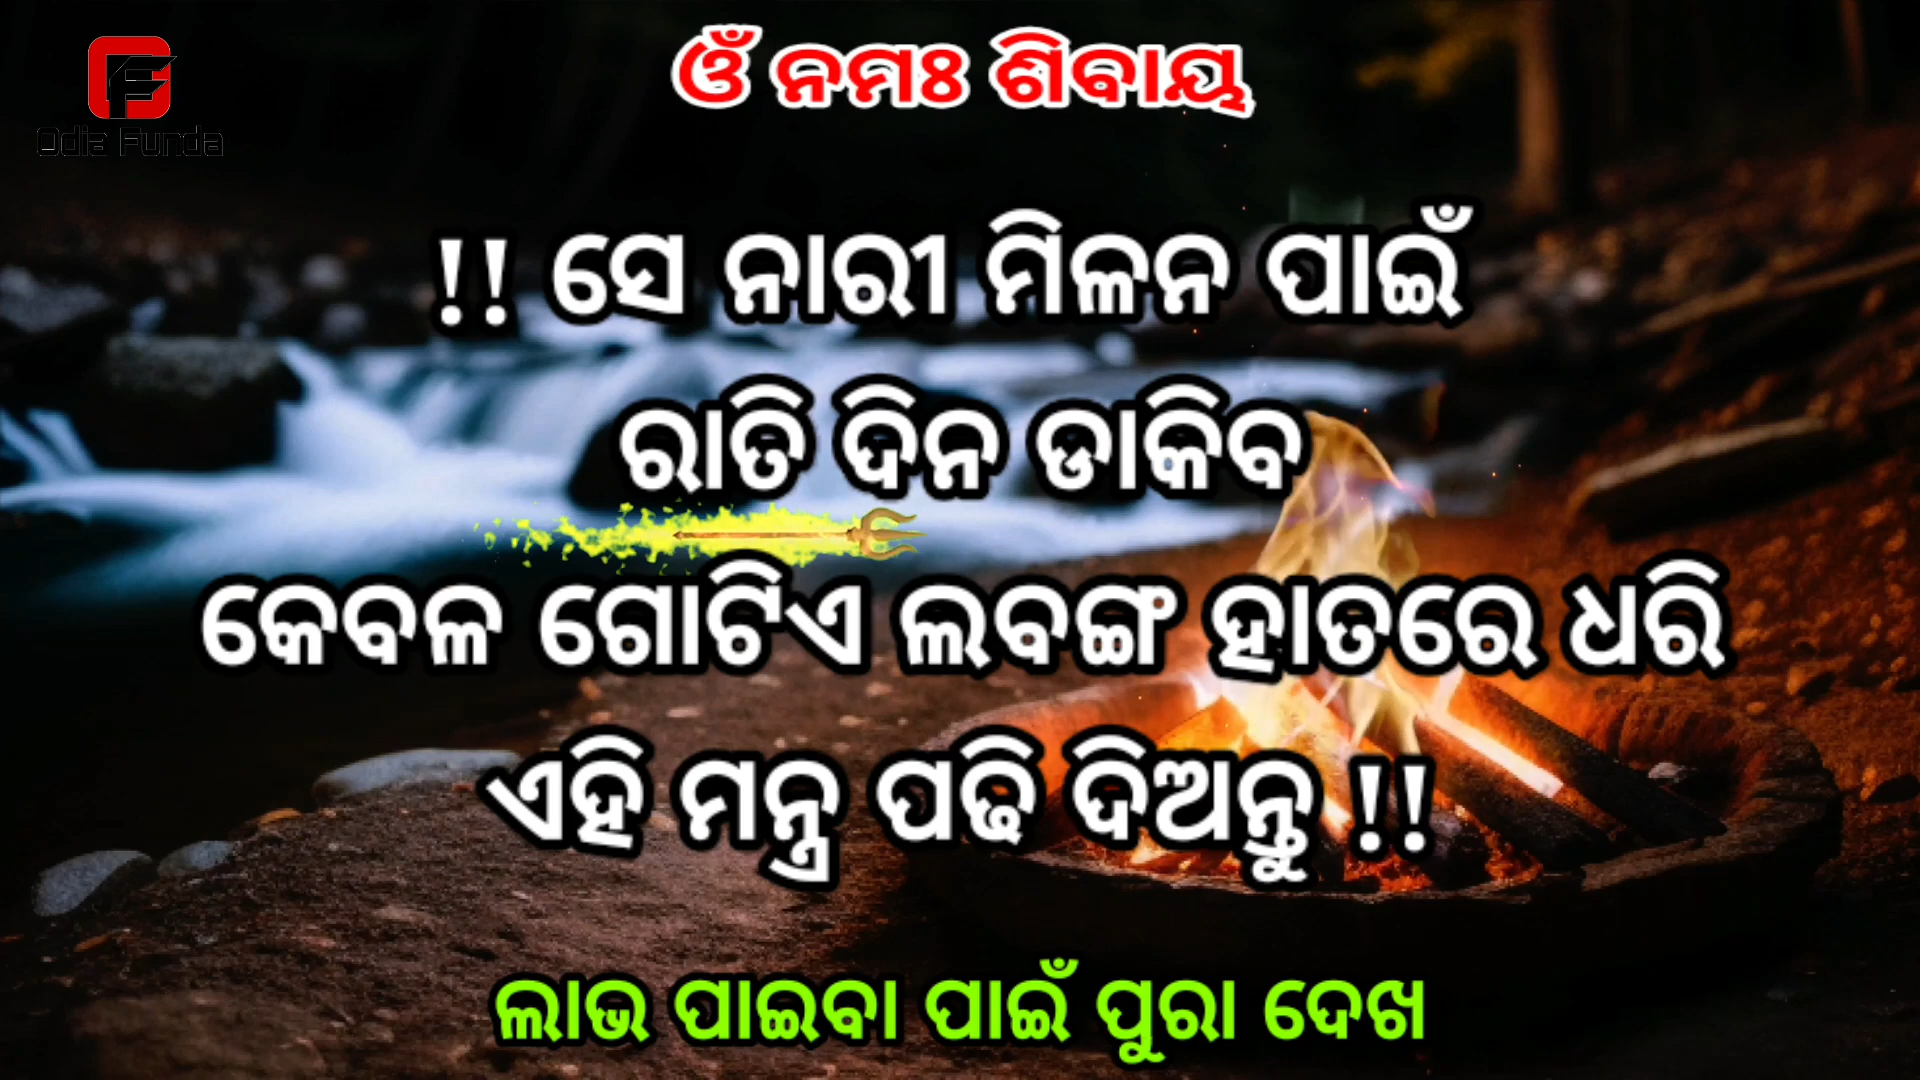 ଓଁ ନମଃ ଶିବାୟ
Odia Funda
!! ସେ ନାରୀ ମିଳନ ପାଇଁ
ରାତି ଦିନ ଡାକିବ
କେବଳ ଗୋଟିଏ ଲବଙ୍ଗ ହାତରେ ଧରି
ଏହି ମନ୍ତ୍ର ପଢି ଦିଅନ୍ତୁ !!
ଲାଭ ପାଇବା ପାଇଁ ପୁରା ଦେଖ